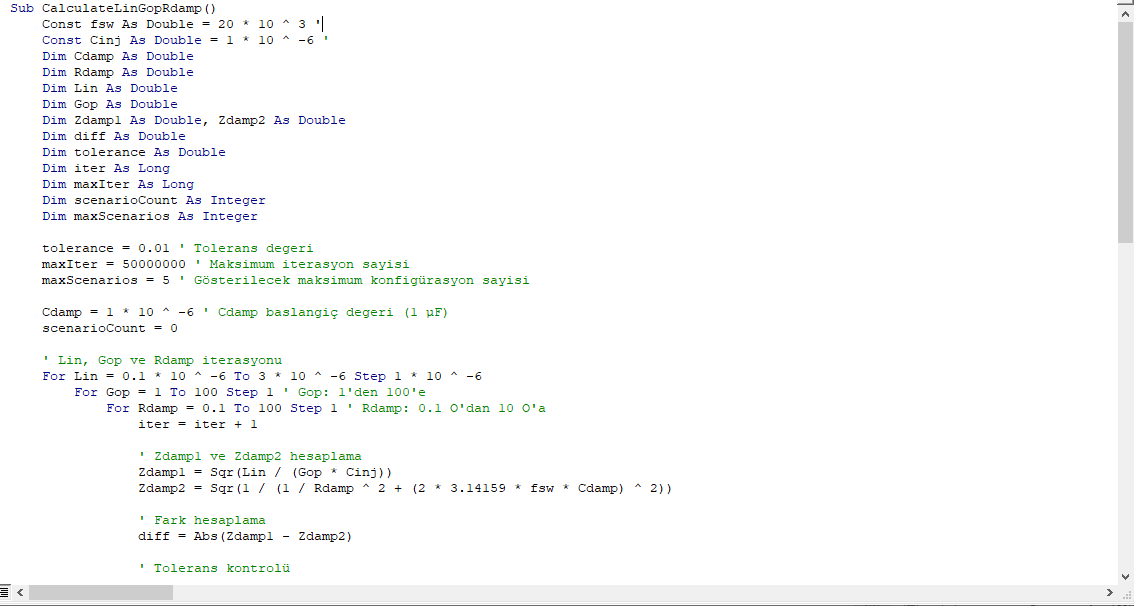 Sub CalculateLinGopRdamp()
Const fsw As Double = 20 * 10 ^ 3 '
Const Cinj As Double = 1 * 10 ^ -6 '
Dim Cdamp As Double
Dim Rdamp As Double
Dim Lin As Double
Dim Gop As Double
Dim Zdamp1 As Double, Zdamp2 As Double
Dim diff As Double
Dim tolerance As Double
Dim iter As Long
Dim maxIter As Long
Dim scenarioCount As Integer
Dim maxScenarios As Integer
tolerance = 0.01 ' Tolerans degeri
maxIter = 50000000 ' Maksimum iterasyon sayisi
maxScenarios = 5 ' Gösterilecek maksimum konfigürasyon sayisi
Cdamp = 1 * 10 ^ -6 ' Cdamp baslangiç degeri (1 µF)
scenarioCount = 0
' Lin, Gop ve Rdamp iterasyonu
For Lin = 0.1 * 10 ^ -6 To 3 * 10 ^ -6 Step 1 * 10 ^ -6
For Gop = 1 To 100 Step 1 ' Gop: 1'den 100'e
For Rdamp = 0.1 To 100 Step 1 ' Rdamp: 0.1 O'dan 10 O'a
iter = iter + 1
' Zdamp1 ve Zdamp2 hesaplama
Zdamp1 = Sqr(Lin / (Gop * Cinj))
Zdamp2 = Sqr(1 / (1 / Rdamp ^ 2 + (2 * 3.14159 * fsw * Cdamp) ^ 2))
' Fark hesaplama
diff = Abs(Zdamp1 - Zdamp2)
' Tolerans kontrolü